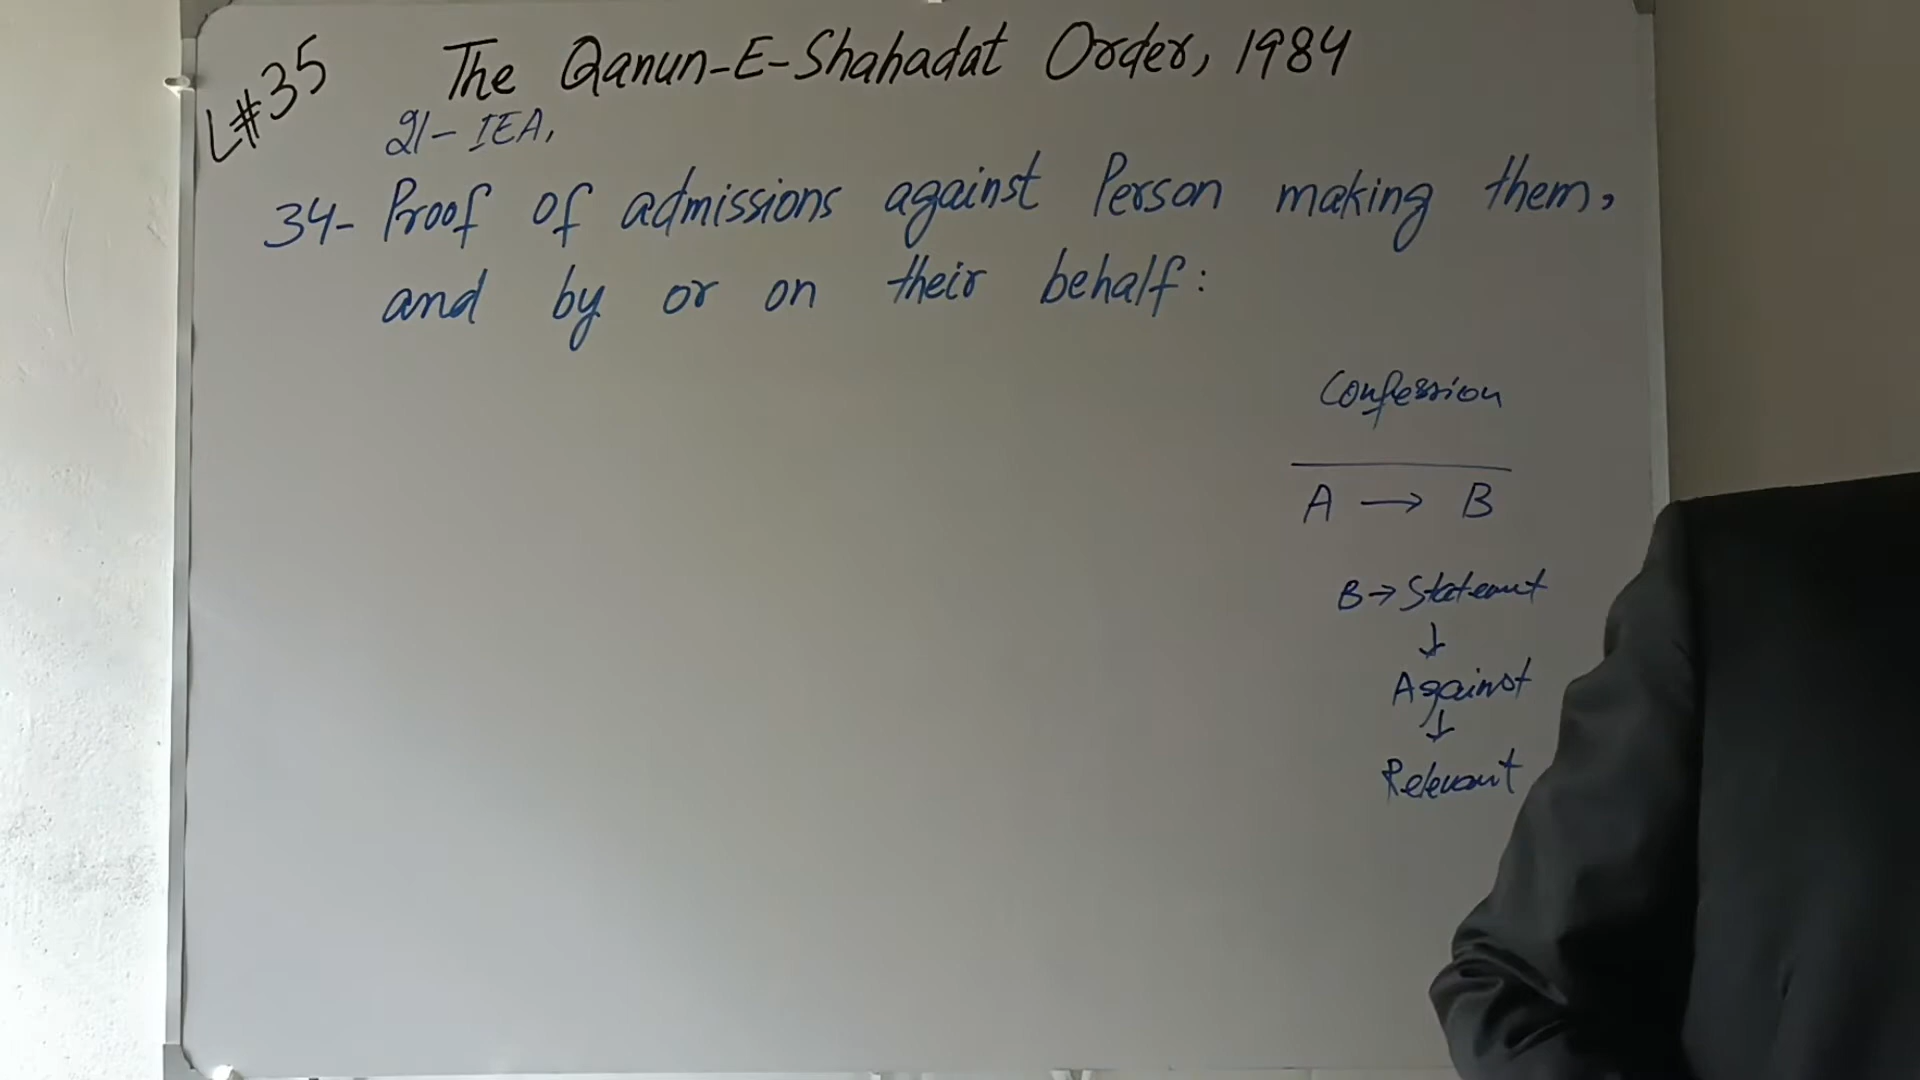 L#35
The Qanun-E-Shahadat Order, 1984
21- IEA,
34- Proof of admissions against Person making them,
and by or on their behalf:
Confession
A → B
B → Statement
↓
Against
↓
Relevant